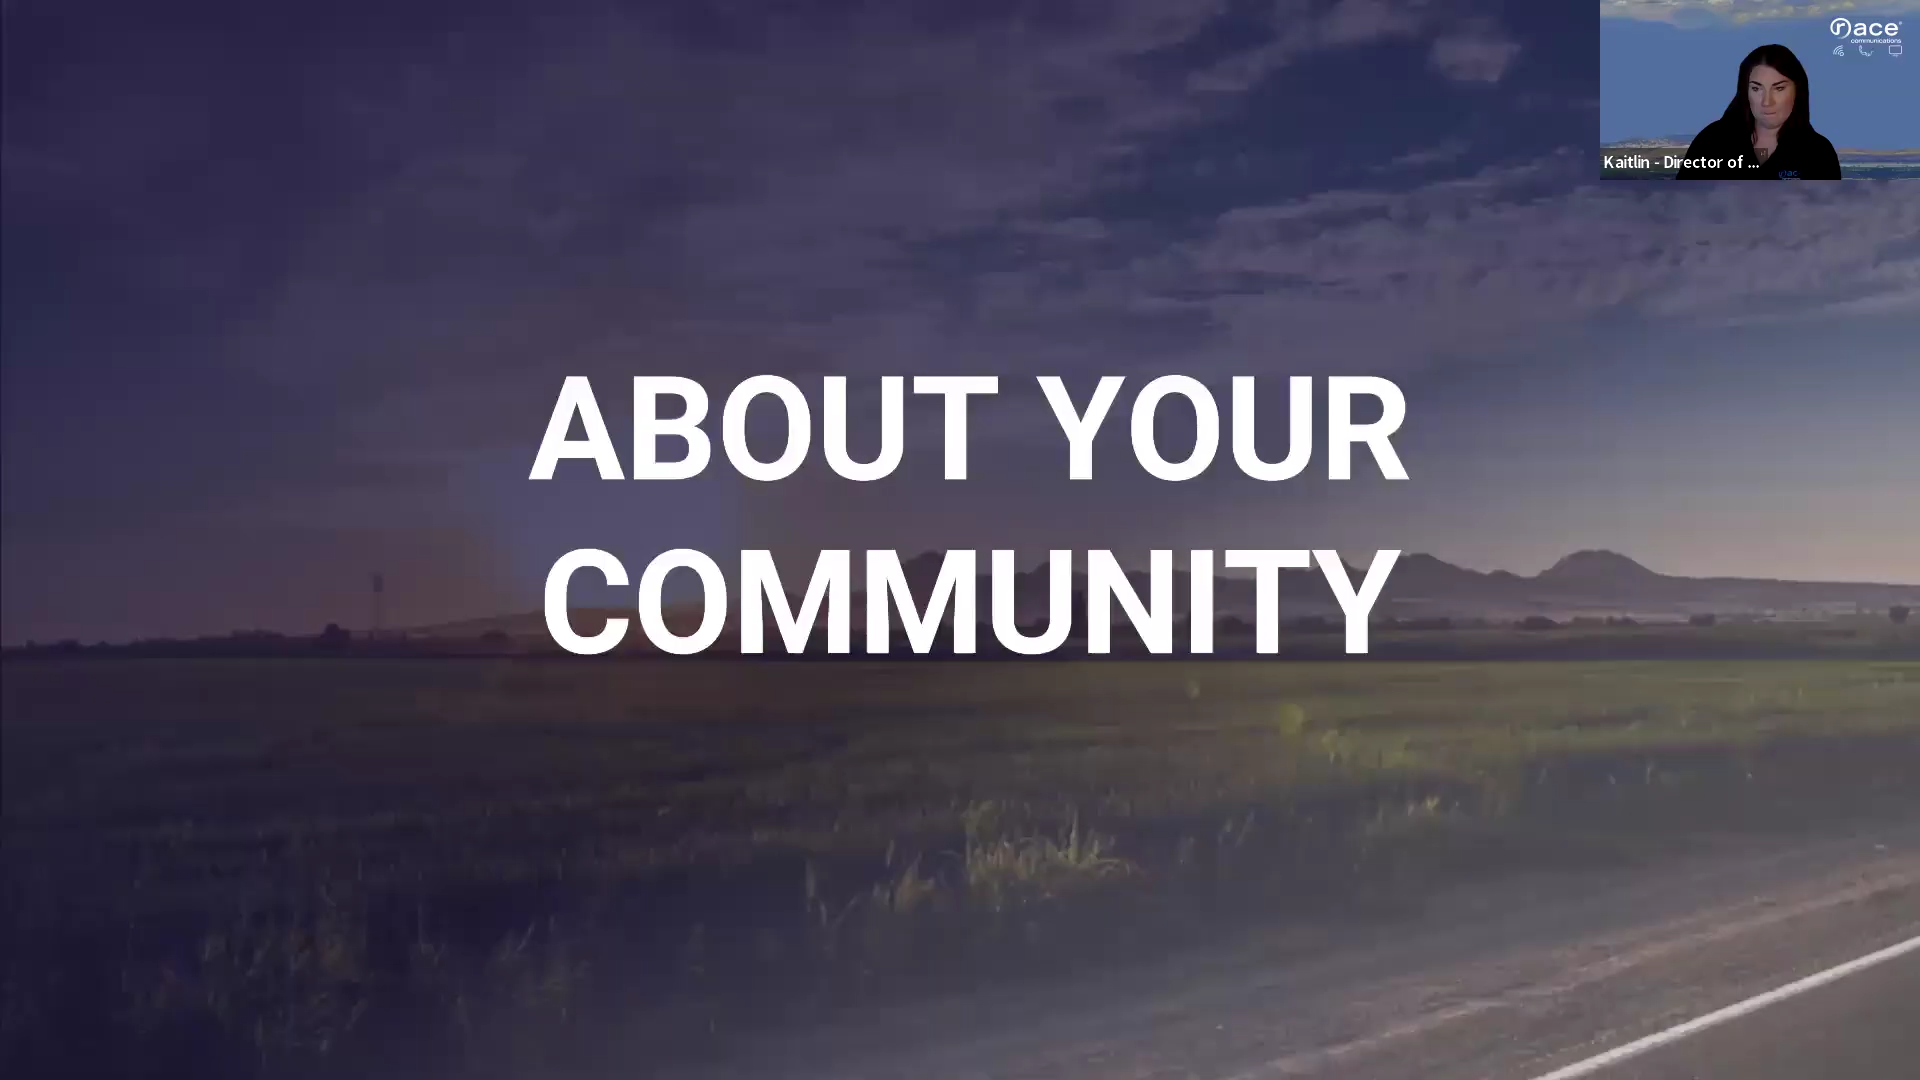 race
communications
Kaitlin - Director of ...
ABOUT YOUR
COMMUNITY